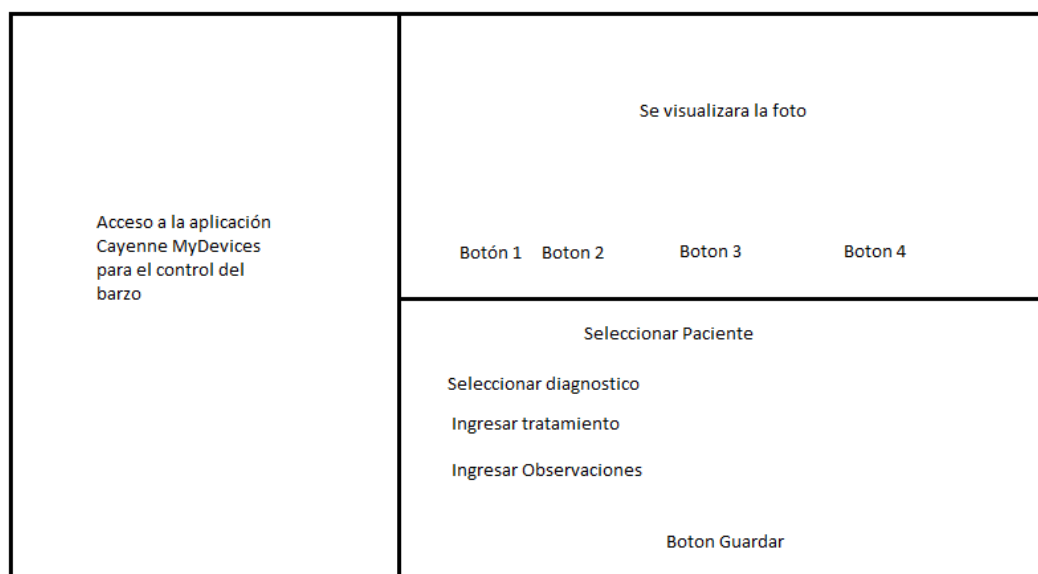 Acceso a la aplicación
Cayenne MyDevices
para el control del
barzo
Se visualizara la foto
Botón 1 Boton 2 Boton 3 Boton 4
Seleccionar Paciente
Seleccionar diagnostico
Ingresar tratamiento
Ingresar Observaciones
Boton Guardar